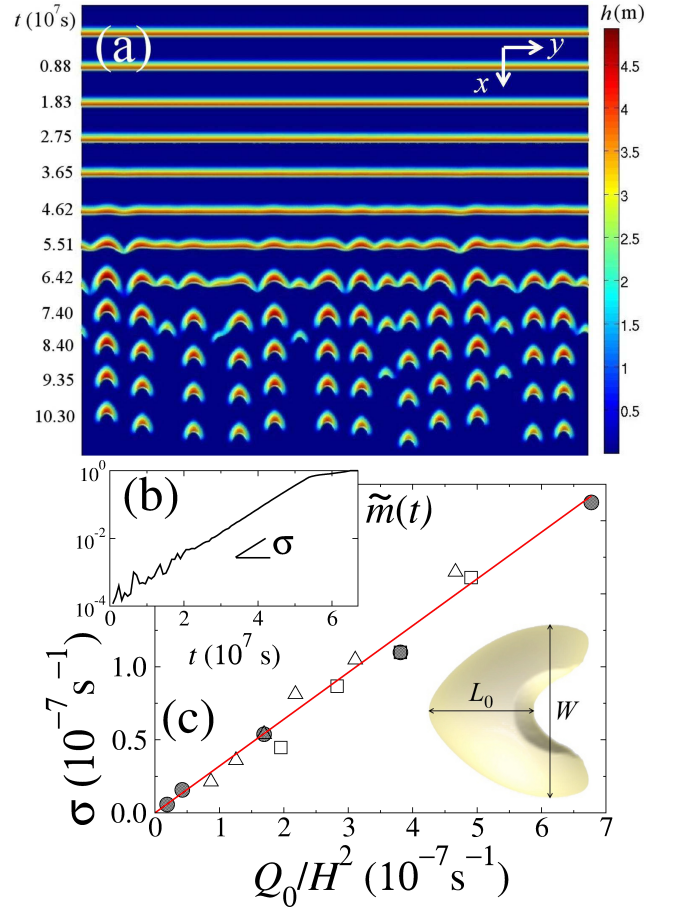 t (10⁷s)
h(m)
(a)
y
x
0.88
1.83
2.75
3.65
4.62
5.51
6.42
7.40
8.40
9.35
10.30
4.5
4
3.5
3
2.5
2
1.5
1
0.5
10⁰
10⁻²
10⁻⁴
(b)
σ
m̃(t)
0 2 4 6
t (10⁷ s)
σ (10⁻⁷s⁻¹)
1.0
0.5
0.0
(c)
L₀
W
0 1 2 3 4 5 6 7
Q₀/H² (10⁻⁷s⁻¹)